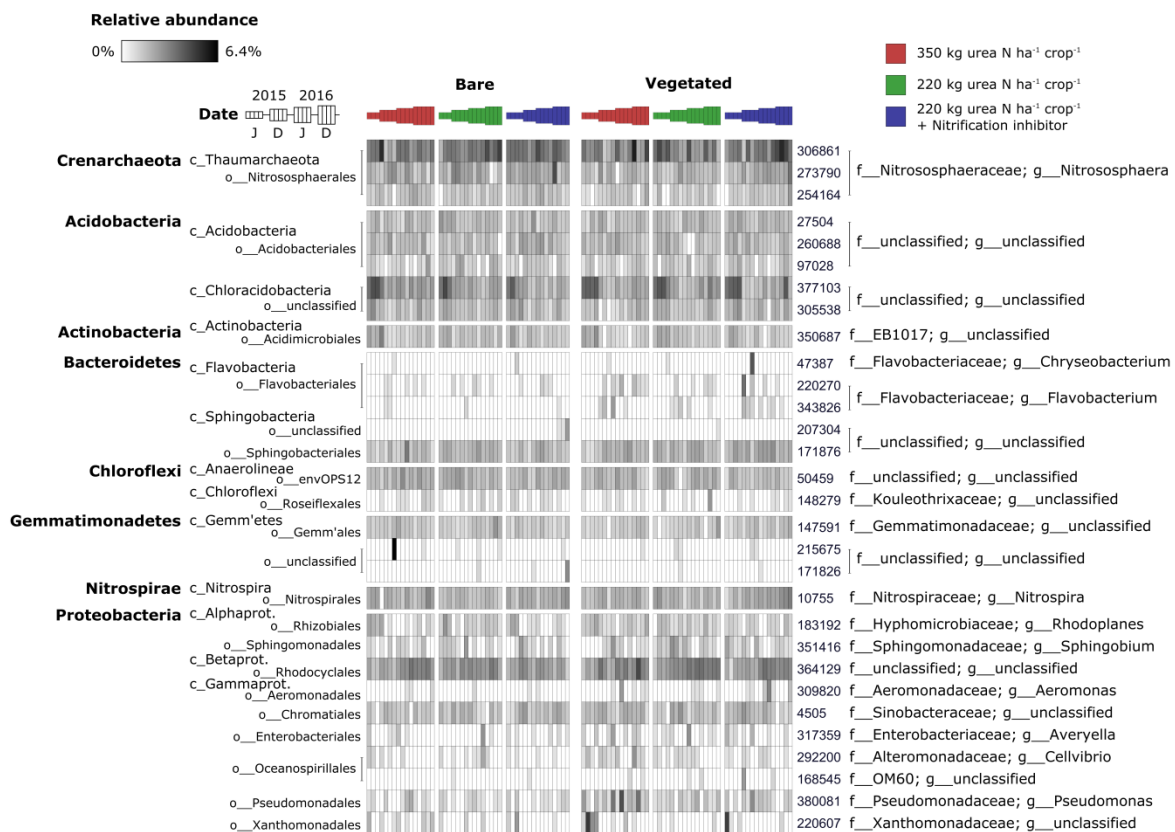 Relative abundance
0% 6.4%
350 kg urea N ha⁻¹ crop⁻¹
220 kg urea N ha⁻¹ crop⁻¹
220 kg urea N ha⁻¹ crop⁻¹
+ Nitrification inhibitor
Bare Vegetated
2015 2016
Date
J D J D
Crenarchaeota c_Thaumarchaeota 306861
o__Nitrososphaerales 273790 f__Nitrososphaeraceae; g__Nitrososphaera
254164
Acidobacteria 27504
c_Acidobacteria
o__Acidobacteriales 260688 f__unclassified; g__unclassified
97028
c_Chloracidobacteria 377103
o__unclassified 305538 f__unclassified; g__unclassified
Actinobacteria c_Actinobacteria
o__Acidimicrobiales 350687 f__EB1017; g__unclassified
Bacteroidetes 47387 f__Flavobacteriaceae; g__Chryseobacterium
c_Flavobacteria
o__Flavobacteriales 220270
343826 f__Flavobacteriaceae; g__Flavobacterium
c_Sphingobacteria
o__unclassified 207304
o__Sphingobacteriales 171876 f__unclassified; g__unclassified
Chloroflexi c_Anaerolineae
o__envOPS12 50459 f__unclassified; g__unclassified
c_Chloroflexi
o__Roseiflexales 148279 f__Kouleothrixaceae; g__unclassified
Gemmatimonadetes c_Gemm'etes
o__Gemm'ales 147591 f__Gemmatimonadaceae; g__unclassified
215675
o__unclassified f__unclassified; g__unclassified
171826
Nitrospirae c_Nitrospira
o__Nitrospirales 10755 f__Nitrospiraceae; g__Nitrospira
Proteobacteria c_Alphaprot.
o__Rhizobiales 183192 f__Hyphomicrobiaceae; g__Rhodoplanes
o__Sphingomonadales 351416 f__Sphingomonadaceae; g__Sphingobium
c_Betaprot.
o__Rhodocyclales 364129 f__unclassified; g__unclassified
c_Gammaprot.
o__Aeromonadales 309820 f__Aeromonadaceae; g__Aeromonas
o__Chromatiales 4505 f__Sinobacteraceae; g__unclassified
o__Enterobacteriales 317359 f__Enterobacteriaceae; g__Averyella
292200 f__Alteromonadaceae; g__Cellvibrio
o__Oceanospirillales
168545 f__OM60; g__unclassified
o__Pseudomonadales 380081 f__Pseudomonadaceae; g__Pseudomonas
o__Xanthomonadales 220607 f__Xanthomonadaceae; g__unclassified